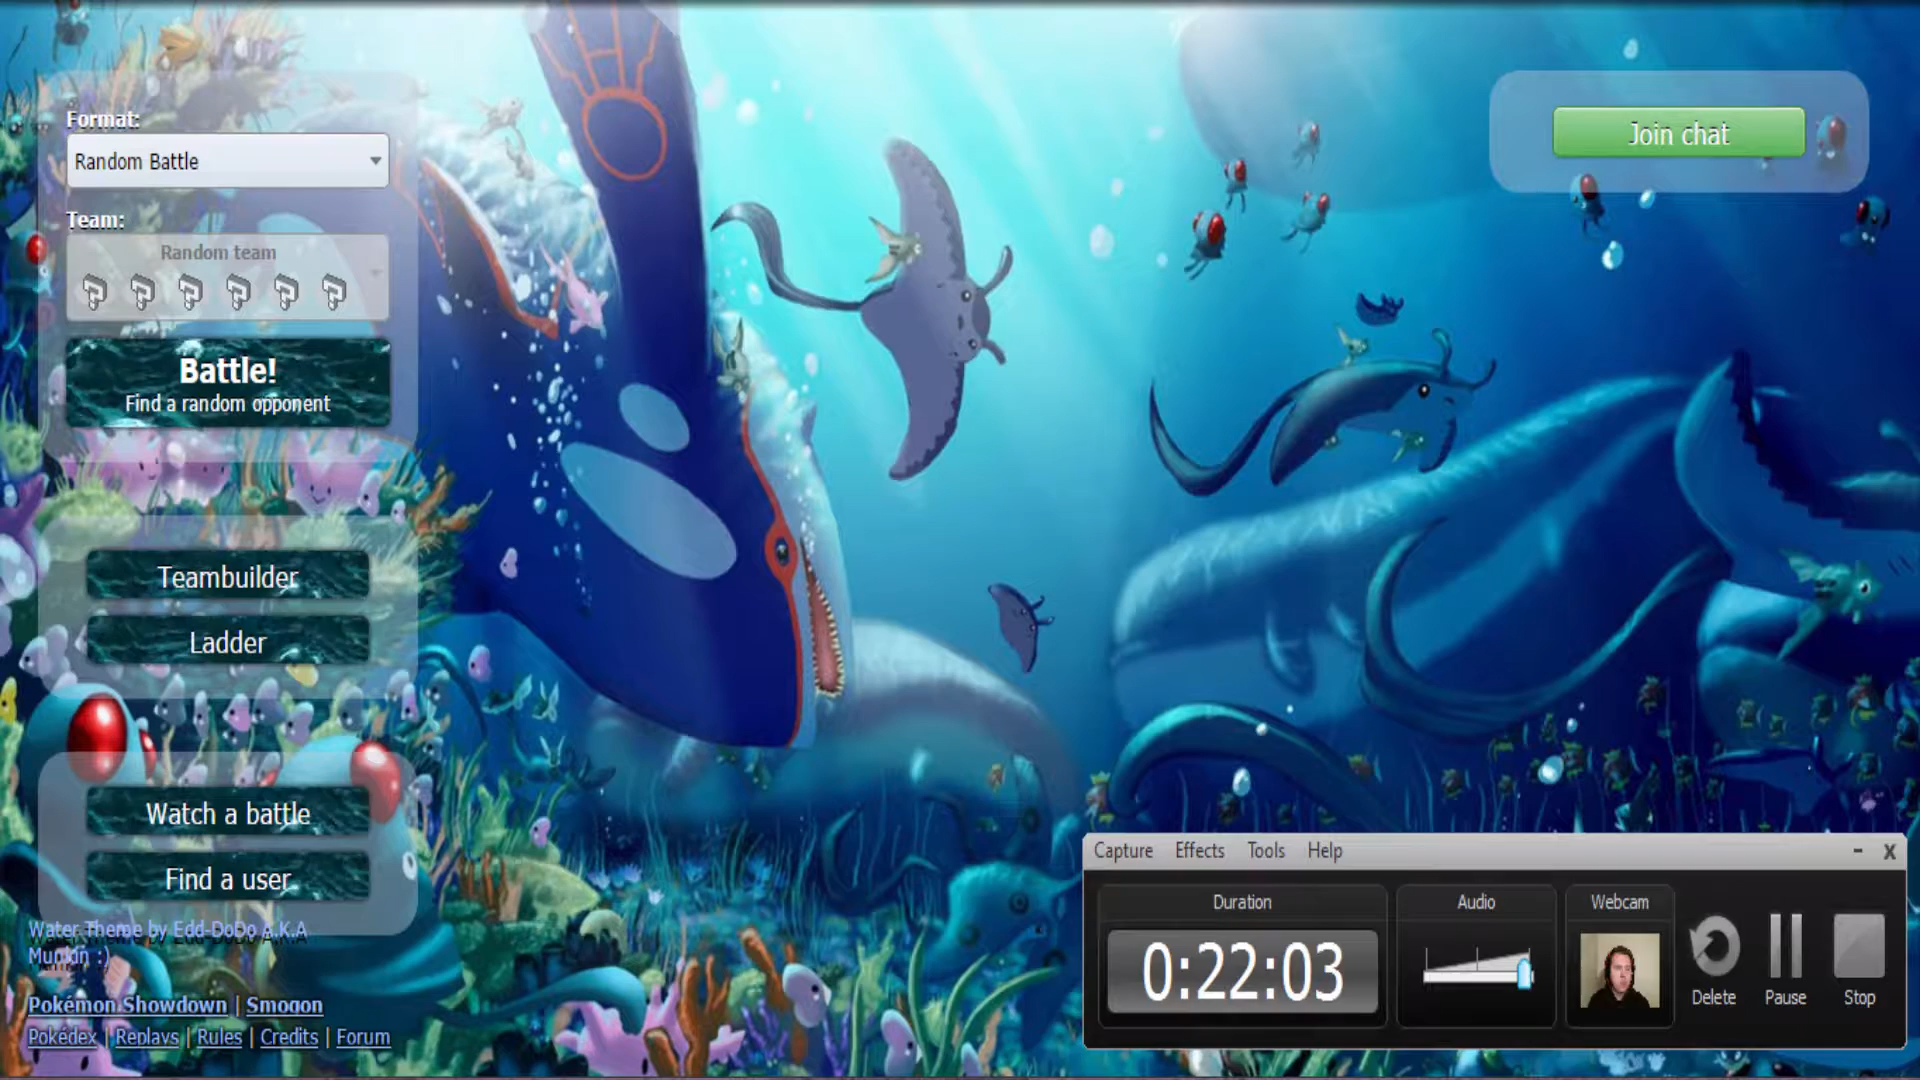 Format:
Random Battle
Team:
Random team
Battle!
Find a random opponent
Teambuilder
Ladder
Watch a battle
Find a user
Water Theme by Edd-DoDo A.K.A
Munkin :)
Pokémon Showdown | Smogon
Pokédex | Replays | Rules | Credits | Forum
Join chat
Capture Effects Tools Help - X
Duration Audio Webcam
0:22:03
Delete Pause Stop